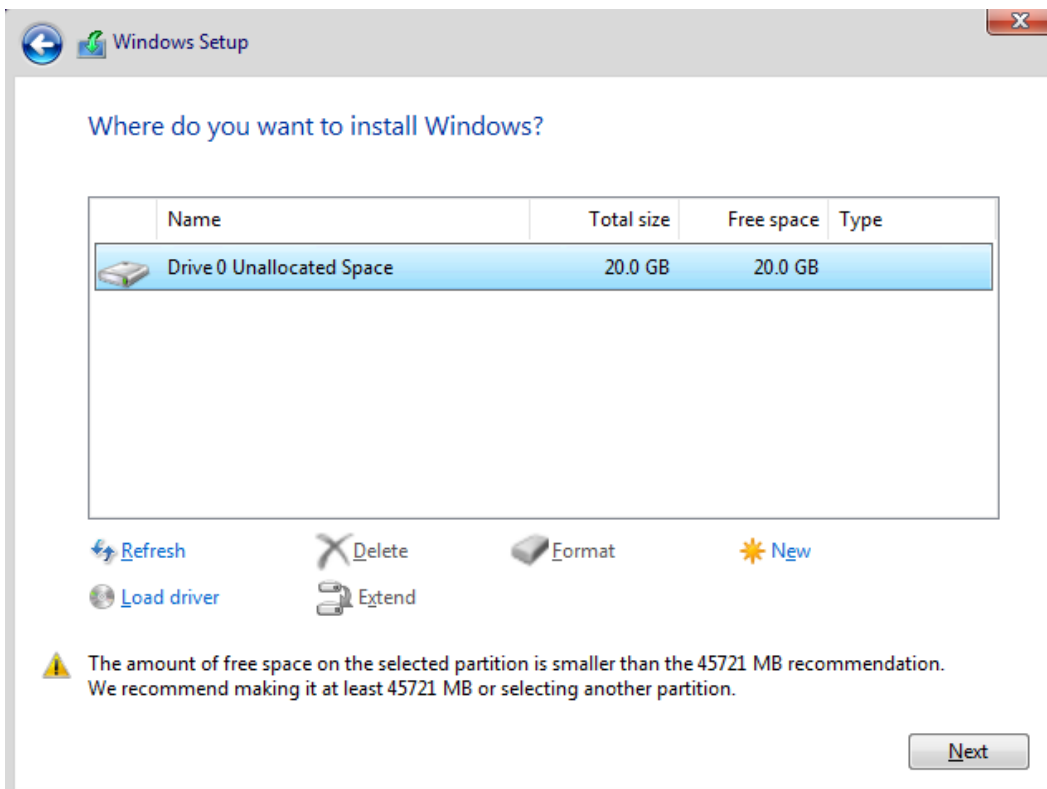 Windows Setup
Where do you want to install Windows?
Name Total size Free space Type
Drive 0 Unallocated Space 20.0 GB 20.0 GB
Refresh Delete Format New
Load driver Extend
The amount of free space on the selected partition is smaller than the 45721 MB recommendation.
We recommend making it at least 45721 MB or selecting another partition.
Next